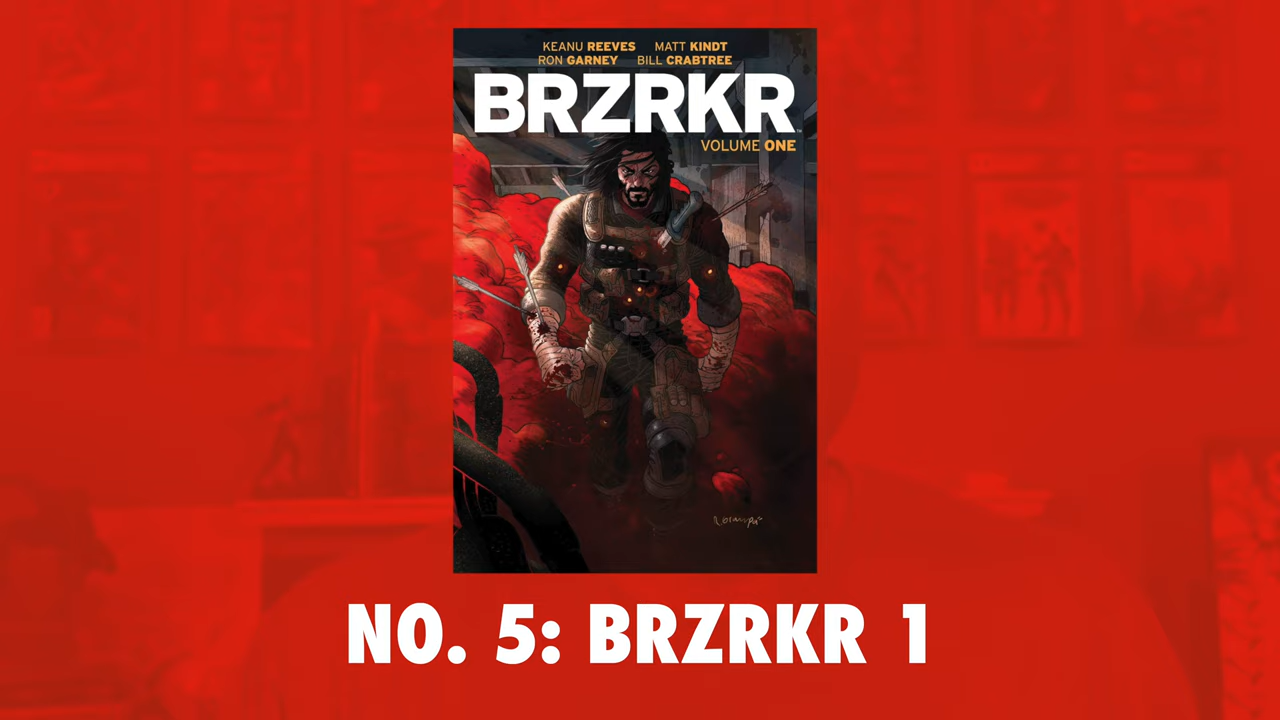 KEANU REEVES MATT KINDT
RON GARNEY BILL CRABTREE
BRZRKR
VOLUME ONE
NO. 5: BRZRKR 1